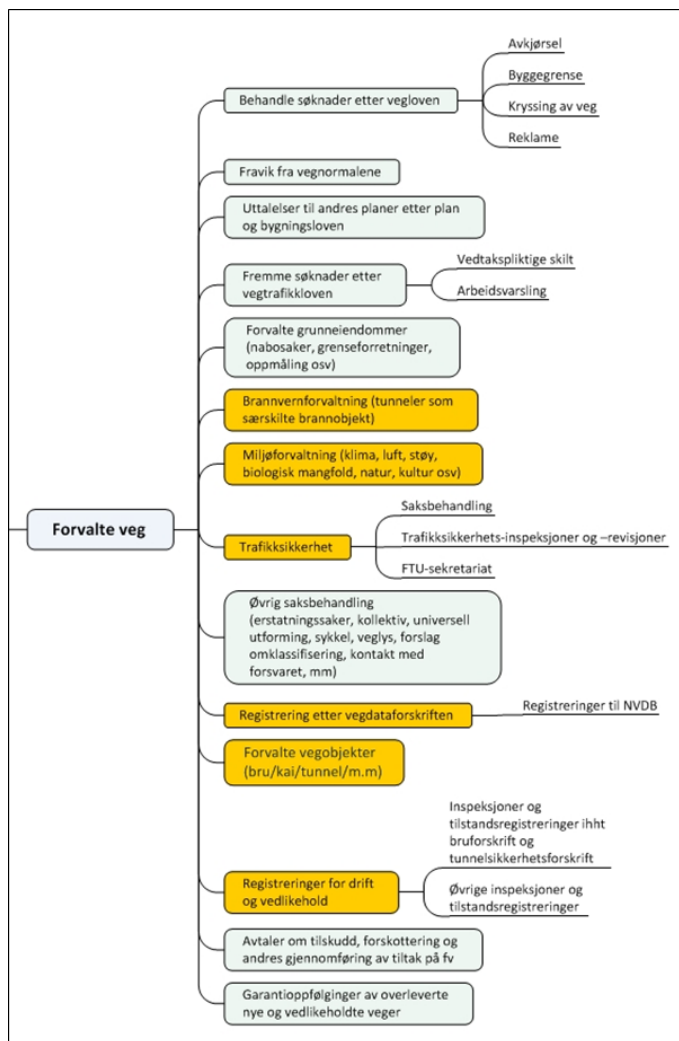 Forvalte veg
Behandle søknader etter vegloven
Avkjørsel
Byggegrense
Kryssing av veg
Reklame
Fravik fra vegnormalene
Uttalelser til andres planer etter plan
og bygningsloven
Fremme søknader etter
vegtrafikkloven
Vedtakspliktige skilt
Arbeidsvarsling
Forvalte grunneiendommer
(nabosaker, grenseforretninger,
oppmåling osv)
Brannvernforvaltning (tunneler som
særskilte brannobjekt)
Miljøforvaltning (klima, luft, støy,
biologisk mangfold, natur, kultur osv)
Trafikksikkerhet
Saksbehandling
Trafikksikkerhets-inspeksjoner og –revisjoner
FTU-sekretariat
Øvrig saksbehandling
(erstatningssaker, kollektiv, universell
utforming, sykkel, veglys, forslag
omklassifisering, kontakt med
forsvaret, mm)
Registrering etter vegdataforskriften
Registreringer til NVDB
Forvalte vegobjekter
(bru/kai/tunnel/m.m)
Registreringer for drift
og vedlikehold
Inspeksjoner og
tilstandsregistreringer ihht
bruforskrift og
tunnelsikkerhetsforskrift
Øvrige inspeksjoner og
tilstandsregistreringer
Avtaler om tilskudd, forskottering og
andres gjennomføring av tiltak på fv
Garantioppfølginger av overleverte
nye og vedlikeholdte veger